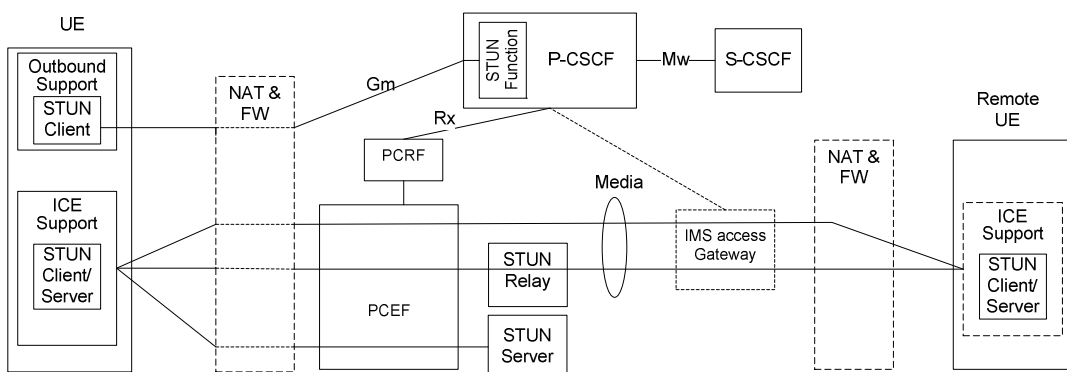 UE
Outbound
Support
STUN
Client
ICE
Support
STUN
Client/
Server
NAT &
FW
Gm
STUN
Function
P-CSCF
Mw
S-CSCF
Rx
PCRF
PCEF
Media
STUN
Relay
STUN
Server
IMS access
Gateway
NAT &
FW
Remote
UE
ICE
Support
STUN
Client/
Server